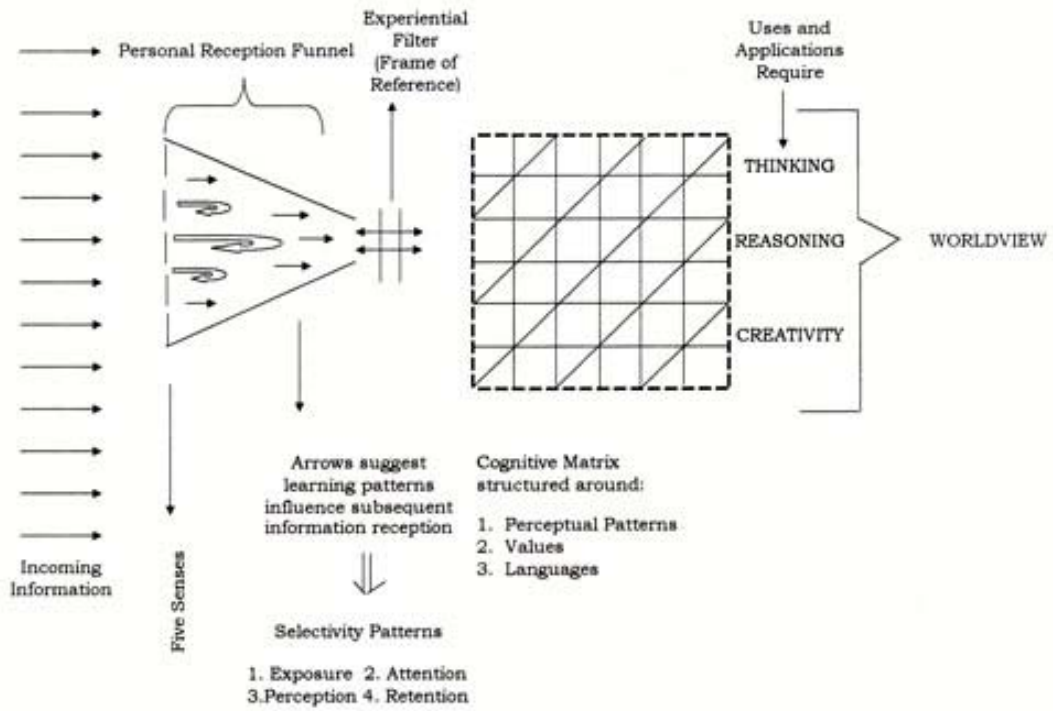 Personal Reception Funnel
Experiential
Filter
(Frame of
Reference)
Uses and
Applications
Require
THINKING
REASONING
CREATIVITY
WORLDVIEW
Incoming
Information
Five Senses
Arrows suggest
learning patterns
influence subsequent
information reception
Selectivity Patterns
1. Exposure 2. Attention
3.Perception 4. Retention
Cognitive Matrix
structured around:
1. Perceptual Patterns
2. Values
3. Languages